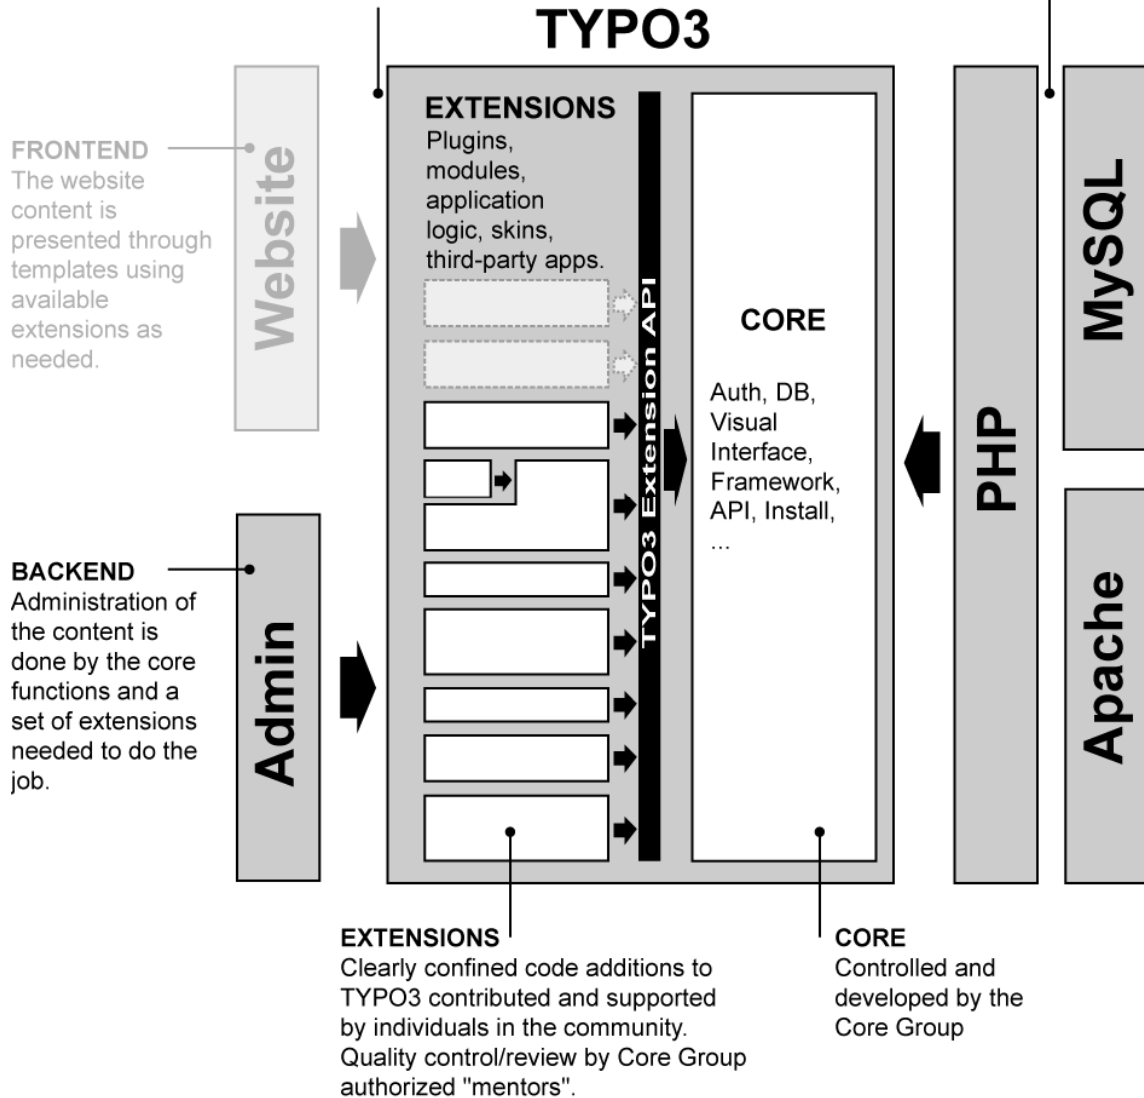 TYPO3
FRONTEND
The website
content is
presented through
templates using
available
extensions as
needed.
Website
BACKEND
Administration of
the content is
done by the core
functions and a
set of extensions
needed to do the
job.
Admin
EXTENSIONS
Plugins,
modules,
application
logic, skins,
third-party apps.
TYPO3 Extension API
CORE
Auth, DB,
Visual
Interface,
Framework,
API, Install,
...
PHP
MySQL
Apache
EXTENSIONS
Clearly confined code additions to
TYPO3 contributed and supported
by individuals in the community.
Quality control/review by Core Group
authorized "mentors".
CORE
Controlled and
developed by the
Core Group